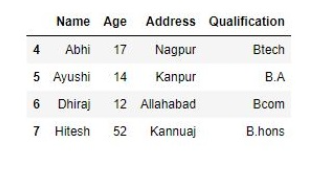 Name Age Address Qualification
4 Abhi 17 Nagpur Btech
5 Ayushi 14 Kanpur B.A
6 Dhiraj 12 Allahabad Bcom
7 Hitesh 52 Kannuaj B.hons